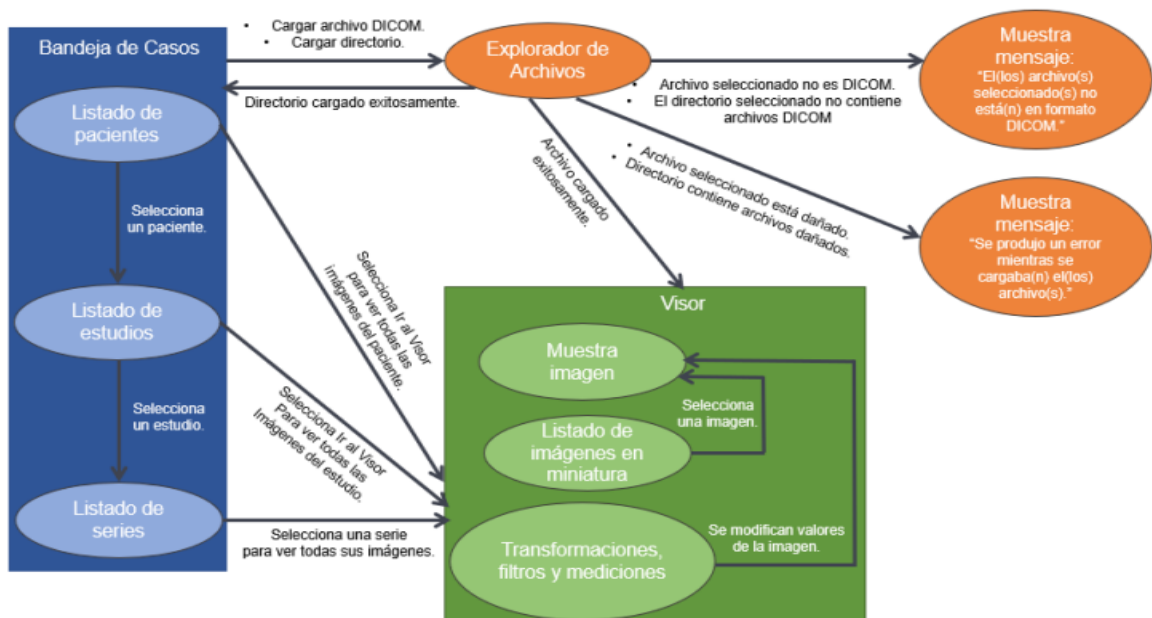 Bandeja de Casos
• Cargar archivo DICOM.
• Cargar directorio.
Explorador de
Archivos
Directorio cargado exitosamente.
• Archivo seleccionado no es DICOM.
• El directorio seleccionado no contiene
archivos DICOM
Muestra
mensaje:
"El(los) archivo(s)
seleccionado(s) no
está(n) en formato
DICOM."
Listado de
pacientes
Archivo cargado
exitosamente.
• Archivo seleccionado está dañado.
• Directorio contiene archivos dañados.
Muestra
mensaje:
"Se produjo un error
mientras se
cargaba(n) el(los)
archivo(s)."
Selecciona
un paciente.
Selecciona Ir al Visor
para ver todas las
imágenes del paciente.
Listado de
estudios
Selecciona Ir al Visor
Para ver todas las
Imágenes del estudio.
Selecciona
un estudio.
Listado de
series
Selecciona una serie
para ver todas sus imágenes.
Visor
Muestra
imagen
Selecciona
una imagen.
Listado de
imágenes en
miniatura
Se modifican valores
de la imagen.
Transformaciones,
filtros y mediciones